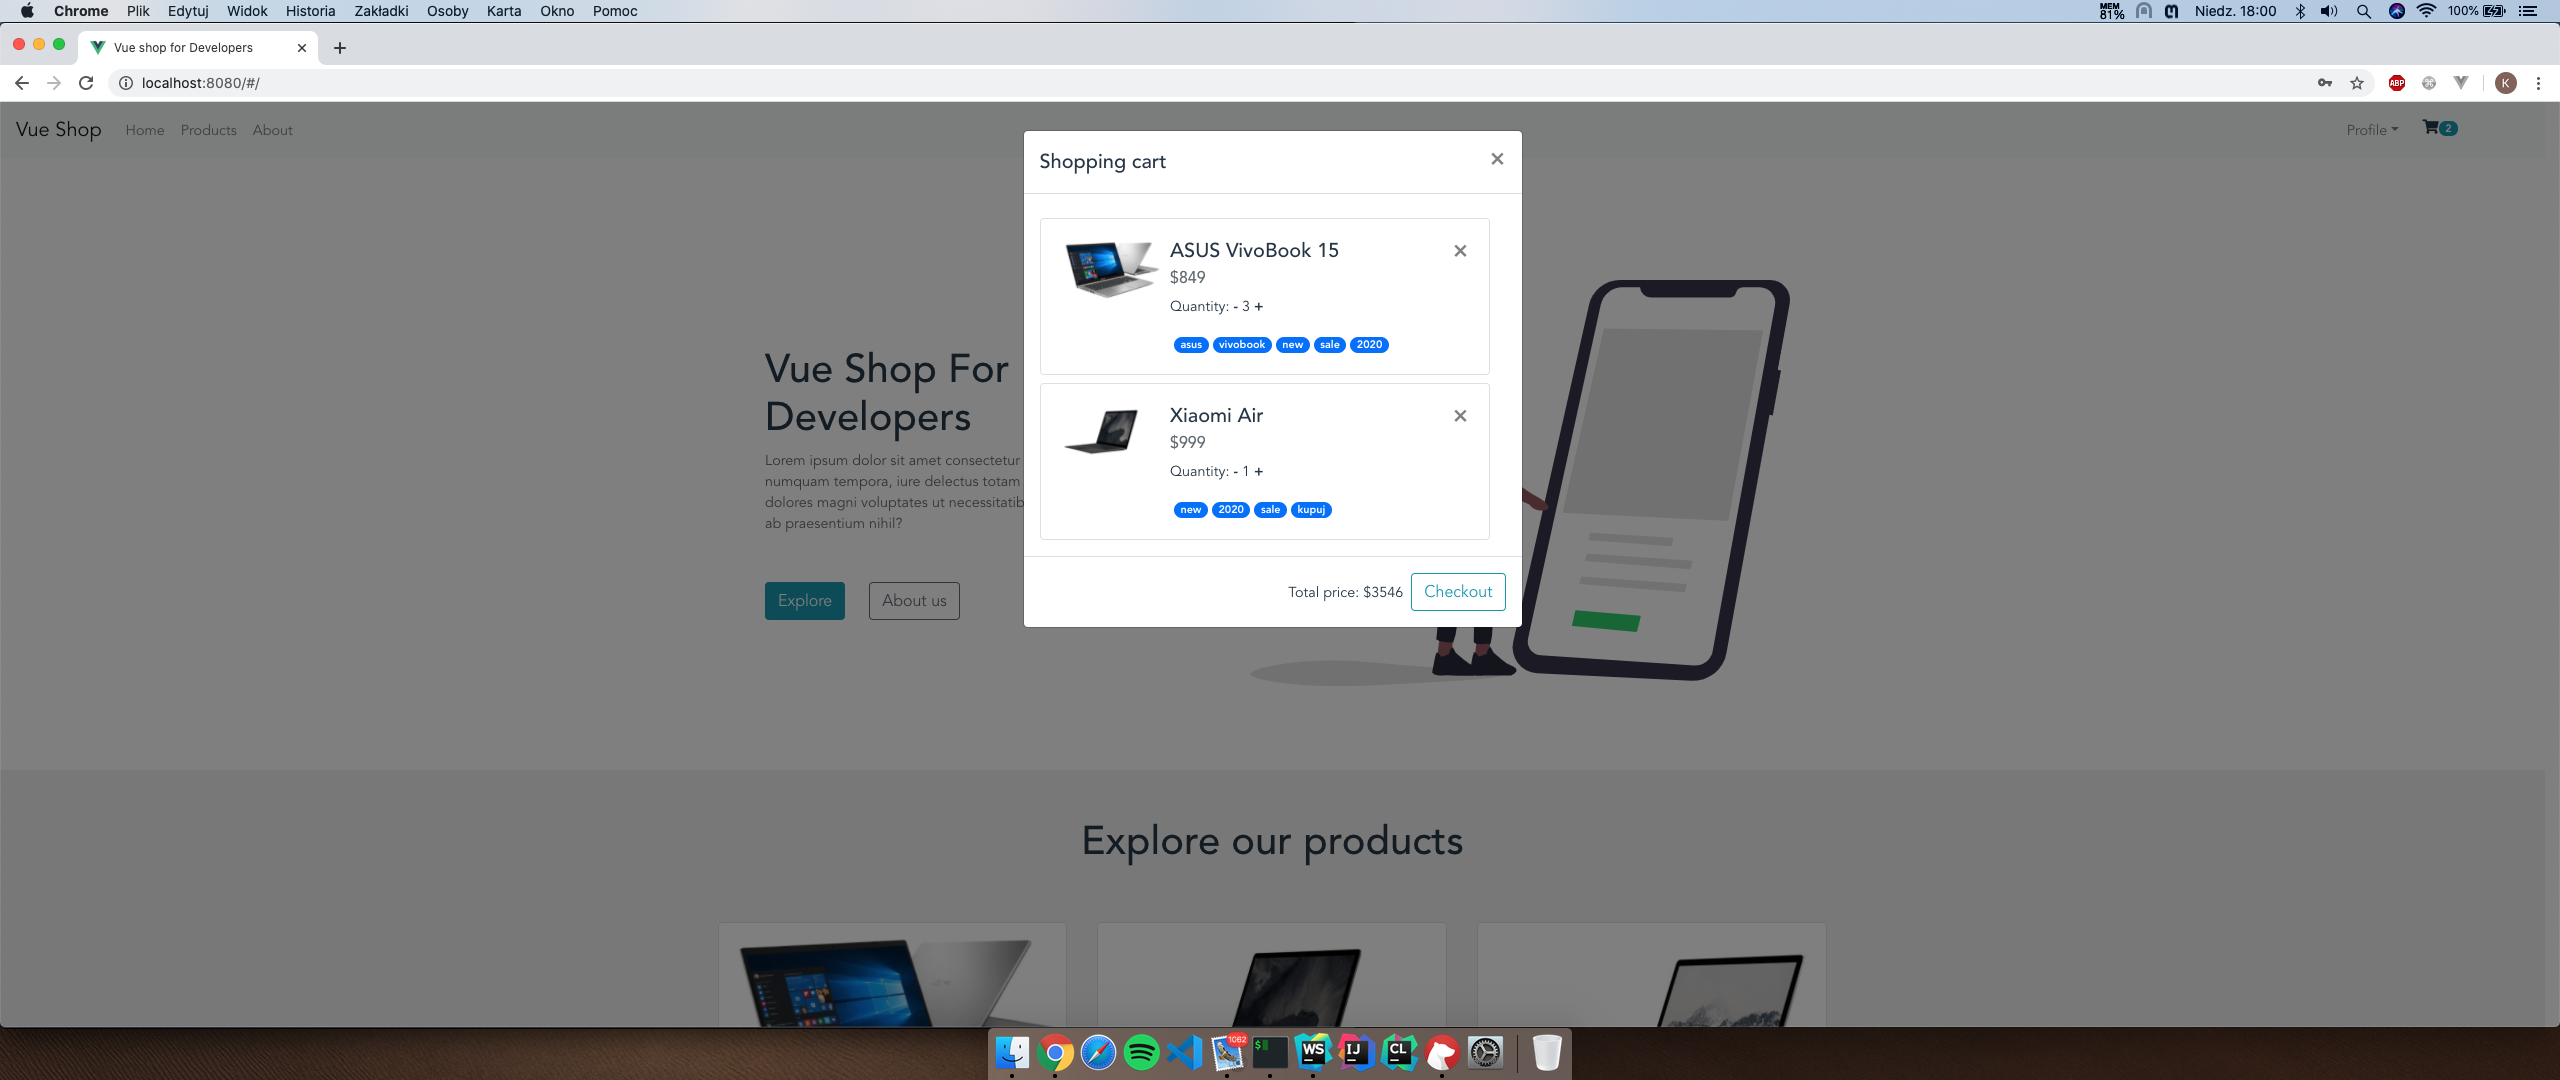 Chrome Plik Edytuj Widok Historia Zakładki Osoby Karta Okno Pomoc MEM 81% Niedz. 18:00 100%
Vue shop for Developers
localhost:8080/#/ ABP K
Vue Shop Home Products About Profile 2
Shopping cart
ASUS VivoBook 15
$849
Quantity: - 3 +
asus vivobook new sale 2020
Xiaomi Air
$999
Quantity: - 1 +
new 2020 sale kupuj
Total price: $3546 Checkout
Vue Shop For
Developers
Lorem ipsum dolor sit amet consectetur
numquam tempora, iure delectus totam
dolores magni voluptates ut necessitatib
ab praesentium nihil?
Explore About us
Explore our products
1062 $ WS IJ CL